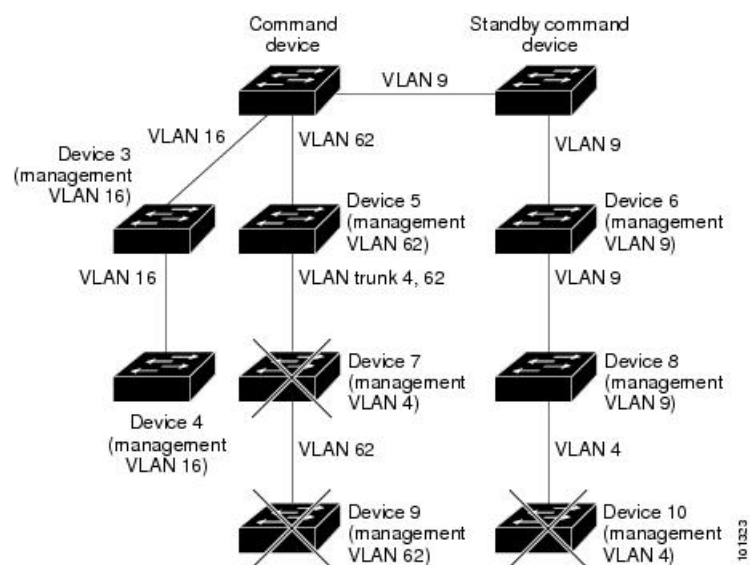 Command
device
Standby command
device
VLAN 9
VLAN 16
VLAN 62
VLAN 9
Device 3
(management
VLAN 16)
Device 5
(management
VLAN 62)
Device 6
(management
VLAN 9)
VLAN 16
VLAN trunk 4, 62
VLAN 9
Device 4
(management
VLAN 16)
Device 7
(management
VLAN 4)
Device 8
(management
VLAN 9)
VLAN 62
VLAN 4
Device 9
(management
VLAN 62)
Device 10
(management
VLAN 4)
101323